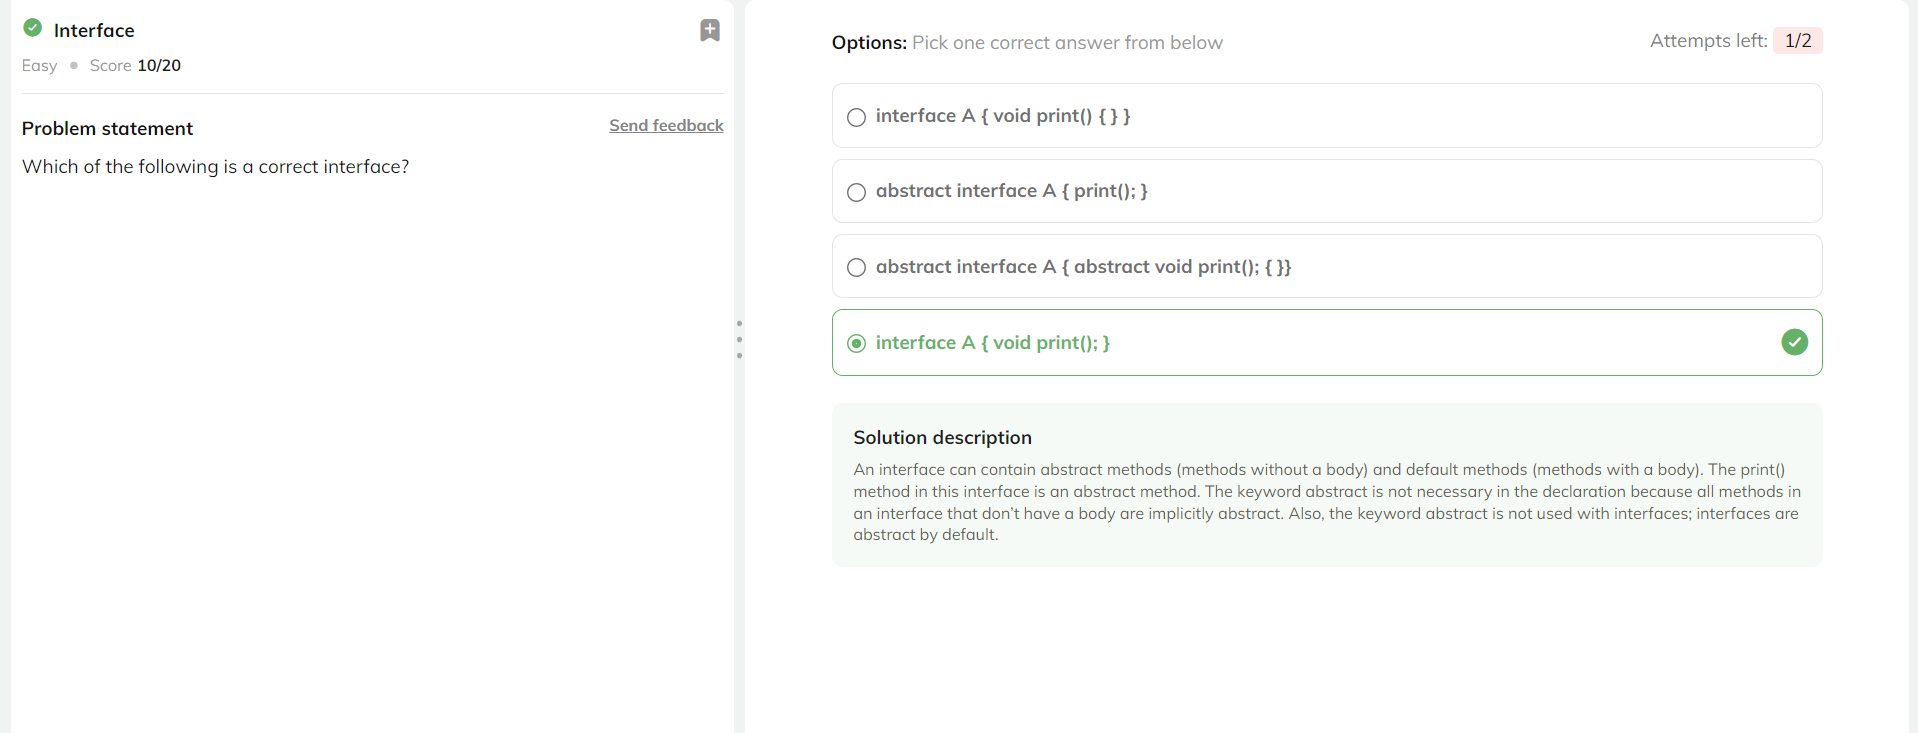 Interface
Easy • Score 10/20
Problem statement
Send feedback
Which of the following is a correct interface?
Options: Pick one correct answer from below
Attempts left: 1/2
interface A { void print() { } }
abstract interface A { print(); }
abstract interface A { abstract void print(); { }}
interface A { void print(); }
Solution description
An interface can contain abstract methods (methods without a body) and default methods (methods with a body). The print()
method in this interface is an abstract method. The keyword abstract is not necessary in the declaration because all methods in
an interface that don’t have a body are implicitly abstract. Also, the keyword abstract is not used with interfaces; interfaces are
abstract by default.